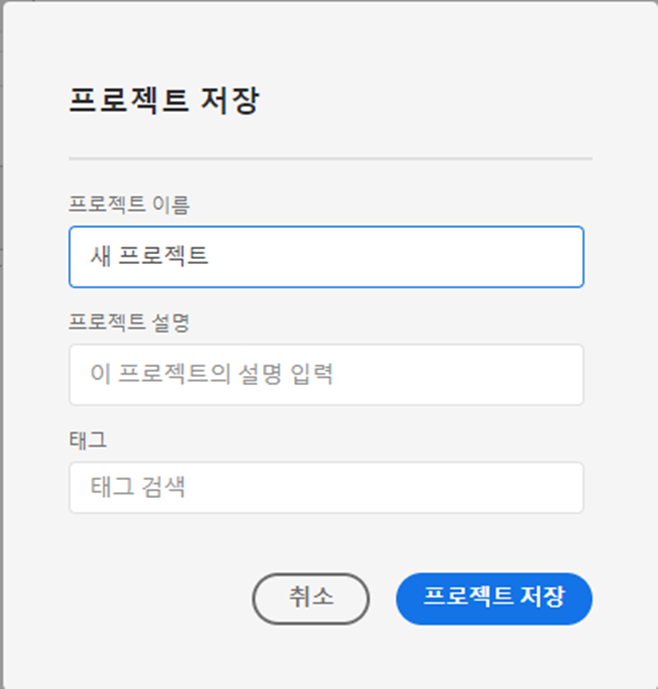 프로젝트 저장
프로젝트 이름
새 프로젝트
프로젝트 설명
이 프로젝트의 설명 입력
태그
태그 검색
취소 프로젝트 저장